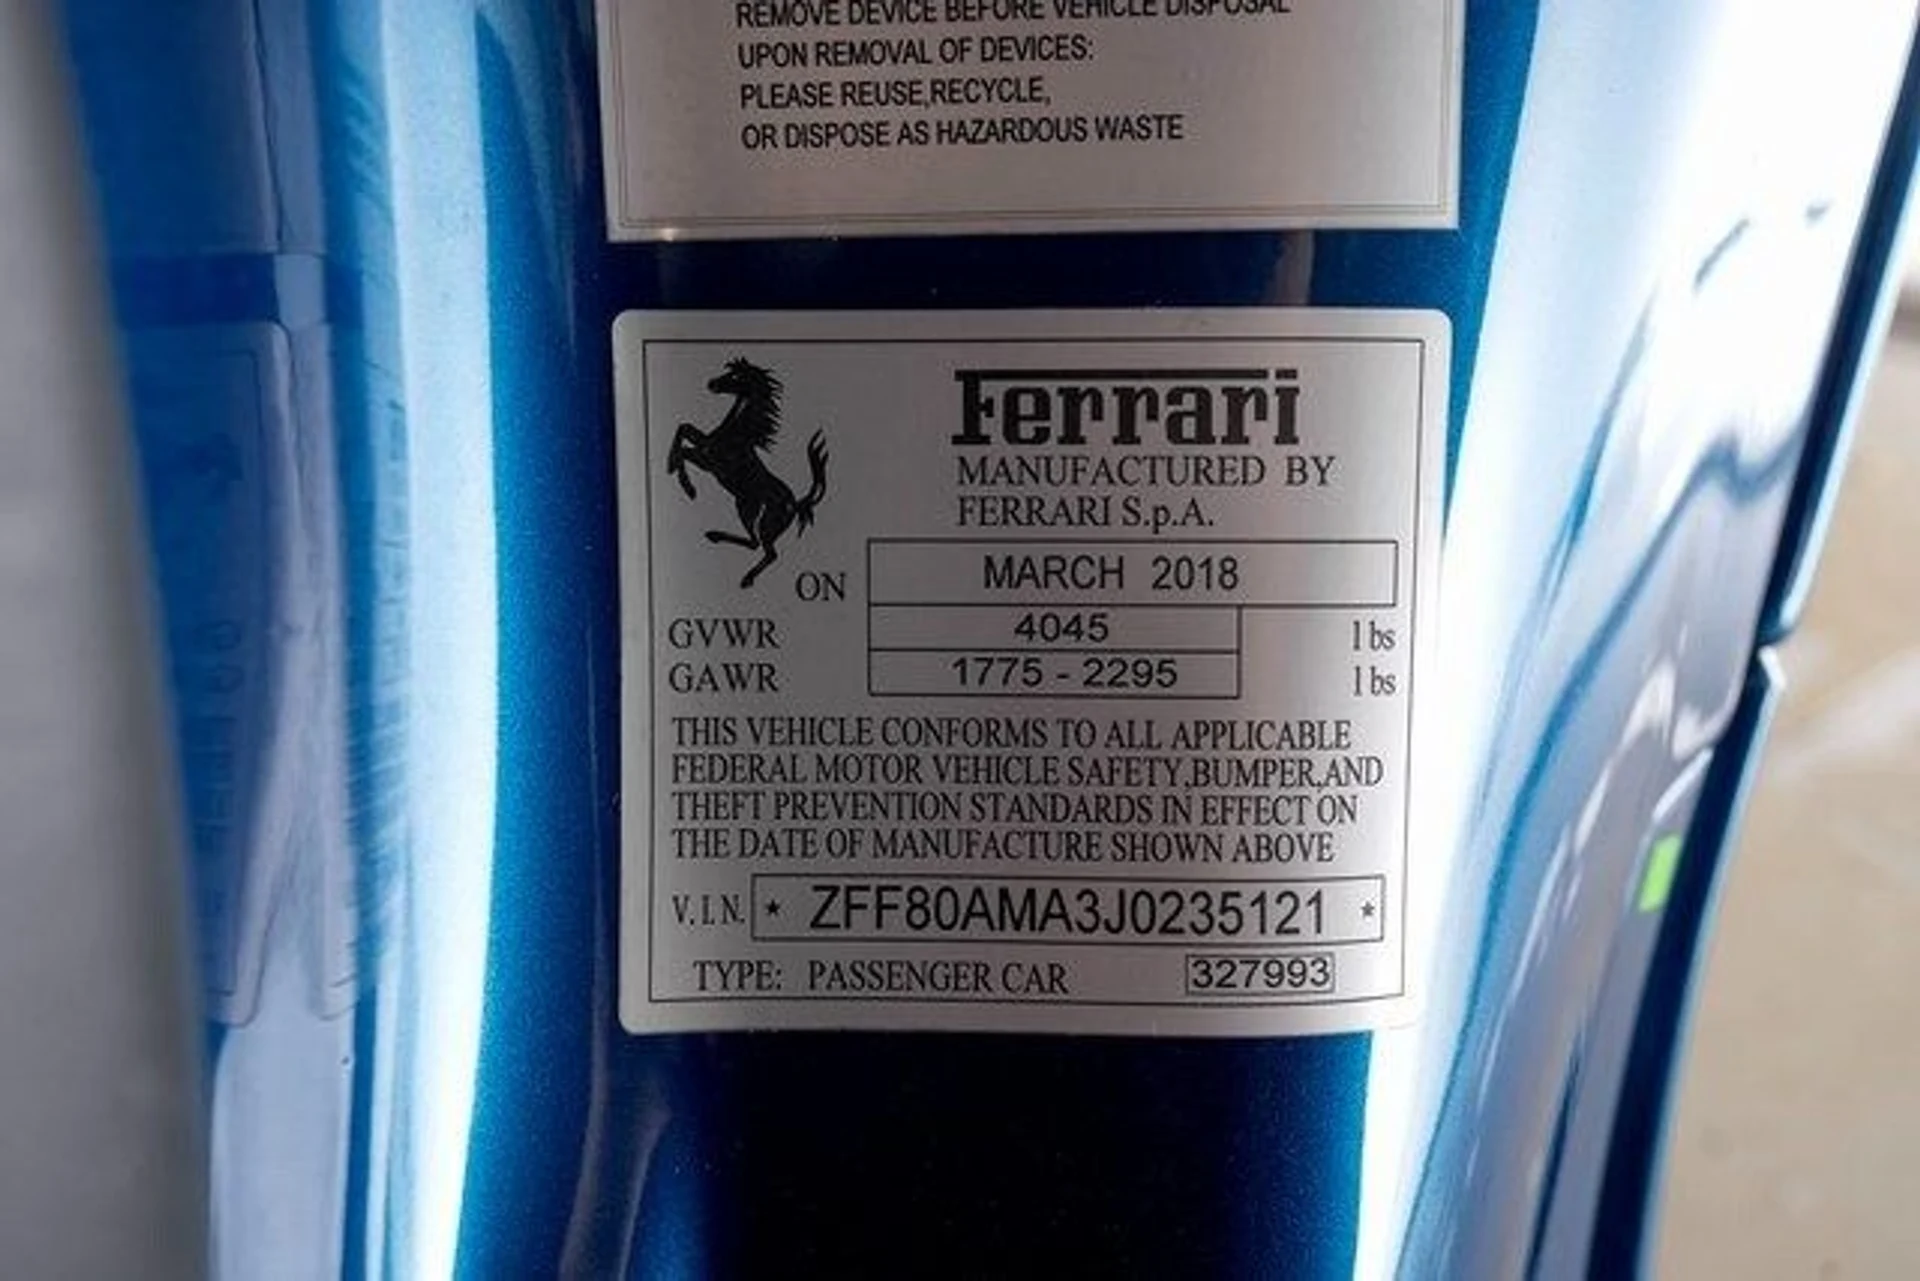 REMOVE DEVICE BEFORE VEHICLE DISPOSAL
UPON REMOVAL OF DEVICES:
PLEASE REUSE,RECYCLE,
OR DISPOSE AS HAZARDOUS WASTE
Ferrari
MANUFACTURED BY
FERRARI S.p.A.
ON MARCH 2018
GVWR 4045 lbs
GAWR 1775 - 2295 lbs
THIS VEHICLE CONFORMS TO ALL APPLICABLE
FEDERAL MOTOR VEHICLE SAFETY,BUMPER,AND
THEFT PREVENTION STANDARDS IN EFFECT ON
THE DATE OF MANUFACTURE SHOWN ABOVE
V.I.N. * ZFF80AMA3J0235121 *
TYPE: PASSENGER CAR 327993